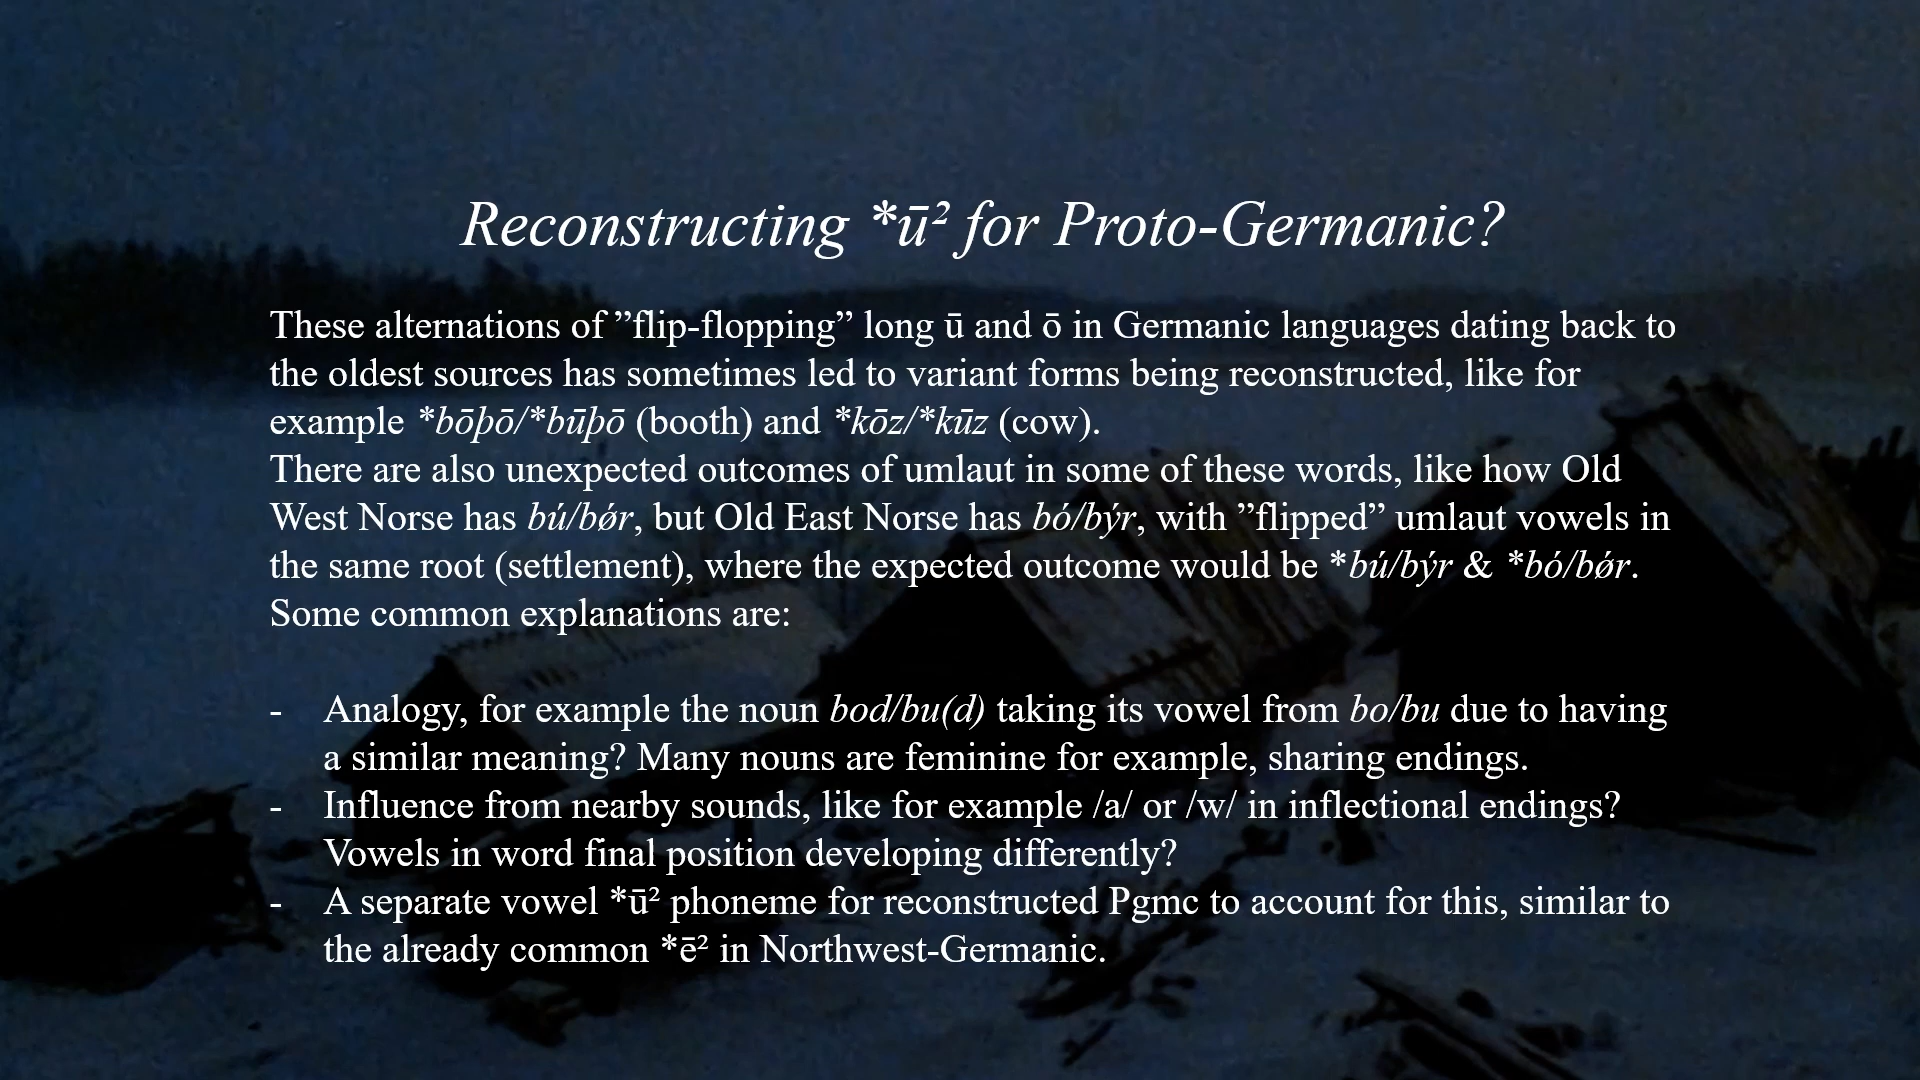 Reconstructing *ū² for Proto-Germanic?
These alternations of ”flip-flopping” long ū and ō in Germanic languages dating back to
the oldest sources has sometimes led to variant forms being reconstructed, like for
example *bōþō/*būþō (booth) and *kōz/*kūz (cow).
There are also unexpected outcomes of umlaut in some of these words, like how Old
West Norse has bú/bǿr, but Old East Norse has bó/býr, with ”flipped” umlaut vowels in
the same root (settlement), where the expected outcome would be *bú/býr & *bó/bǿr.
Some common explanations are:
- Analogy, for example the noun bod/bu(d) taking its vowel from bo/bu due to having
a similar meaning? Many nouns are feminine for example, sharing endings.
- Influence from nearby sounds, like for example /a/ or /w/ in inflectional endings?
Vowels in word final position developing differently?
- A separate vowel *ū² phoneme for reconstructed Pgmc to account for this, similar to
the already common *ē² in Northwest-Germanic.